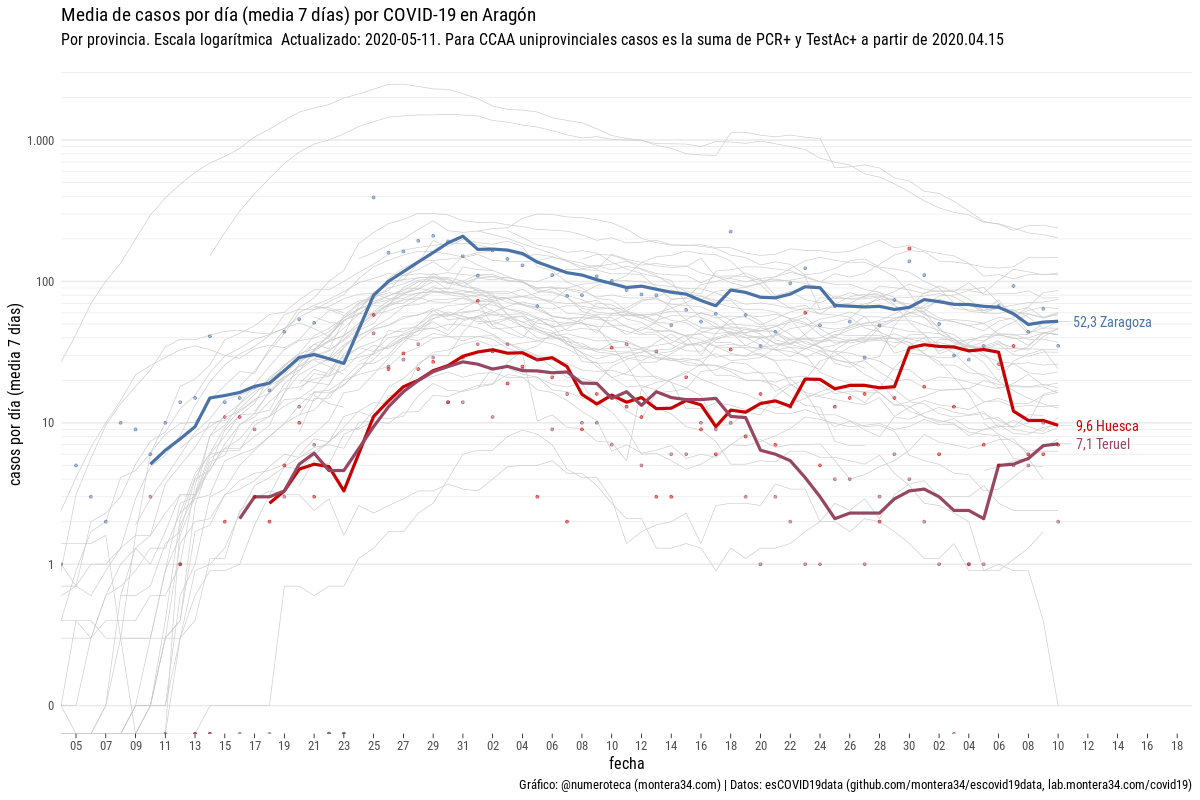 Media de casos por día (media 7 días) por COVID-19 en Aragón
Por provincia. Escala logarítmica  Actualizado: 2020-05-11. Para CCAA uniprovinciales casos es la suma de PCR+ y TestAc+ a partir de 2020.04.15
casos por día (media 7 días)
1.000
100
10
1
0
52,3 Zaragoza
9,6 Huesca
7,1 Teruel
05 07 09 11 13 15 17 19 21 23 25 27 29 31 02 04 06 08 10 12 14 16 18 20 22 24 26 28 30 02 04 06 08 10 12 14 16 18
fecha
Gráfico: @numeroteca (montera34.com) | Datos: esCOVID19data (github.com/montera34/escovid19data, lab.montera34.com/covid19)